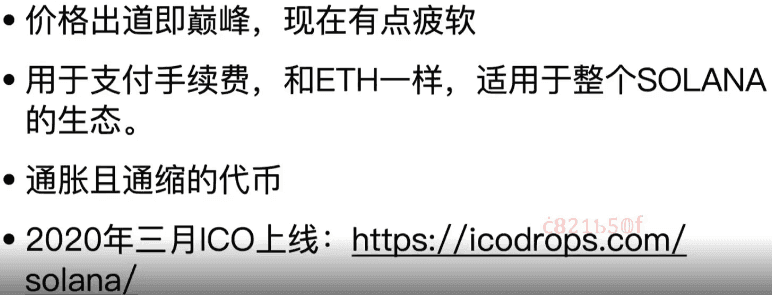 • 价格出道即巅峰，现在有点疲软
• 用于支付手续费，和ETH一样，适用于整个SOLANA
的生态。
• 通胀且通缩的代币
• 2020年三月ICO上线：https://icodrops.com/
solana/